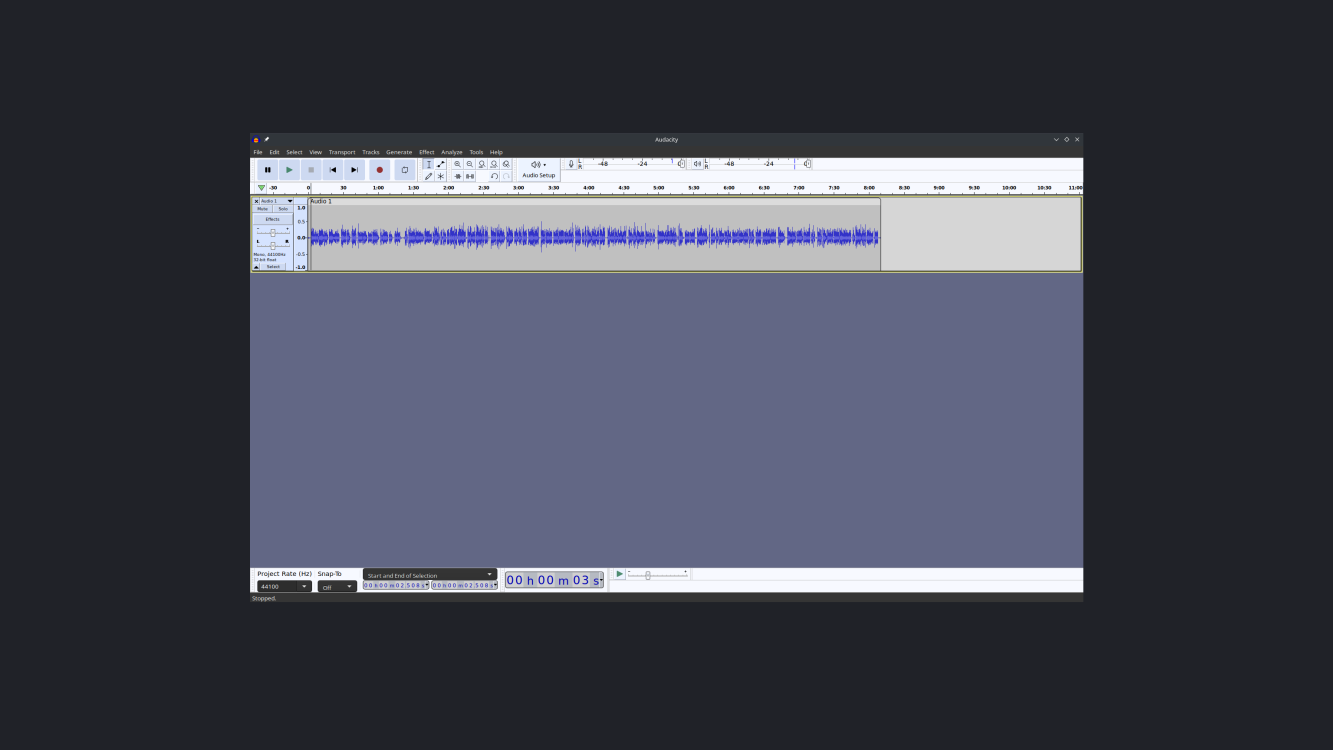 Audacity
File Edit Select View Transport Tracks Generate Effect Analyze Tools Help
L R -48 -24
L R -48 -24
Audio Setup
-30 0 30 1:00 1:30 2:00 2:30 3:00 3:30 4:00 4:30 5:00 5:30 6:00 6:30 7:00 7:30 8:00 8:30 9:00 9:30 10:00 10:30 11:00
Audio 1
Audio 1
Mute Solo
Effects
- +
L R
Mono, 44100Hz
32-bit float
Select
1.0
0.5
0.0
-0.5
-1.0
Project Rate (Hz)
44100
Snap-To
Off
Start and End of Selection
00 h 00 m 02.508 s
00 h 00 m 02.508 s
00 h 00 m 03 s
- +
Stopped.